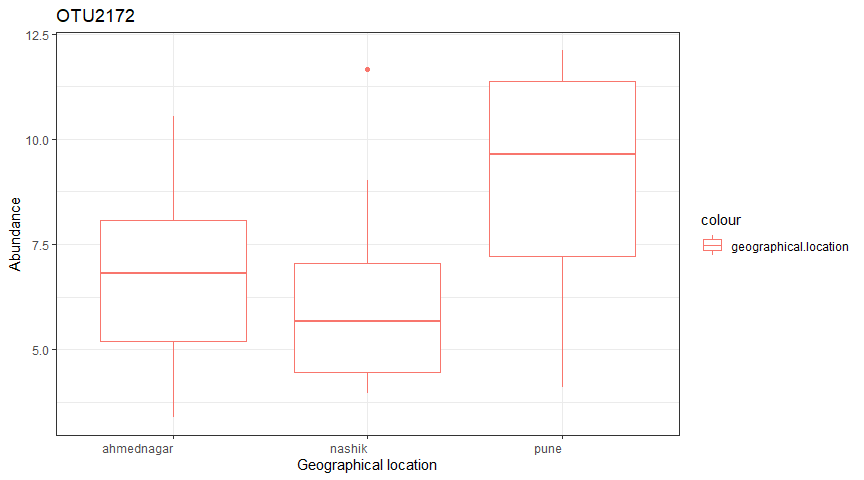 OTU2172
12.5
10.0
7.5
5.0
Abundance
ahmednagar
nashik
pune
Geographical location
colour
geographical.location